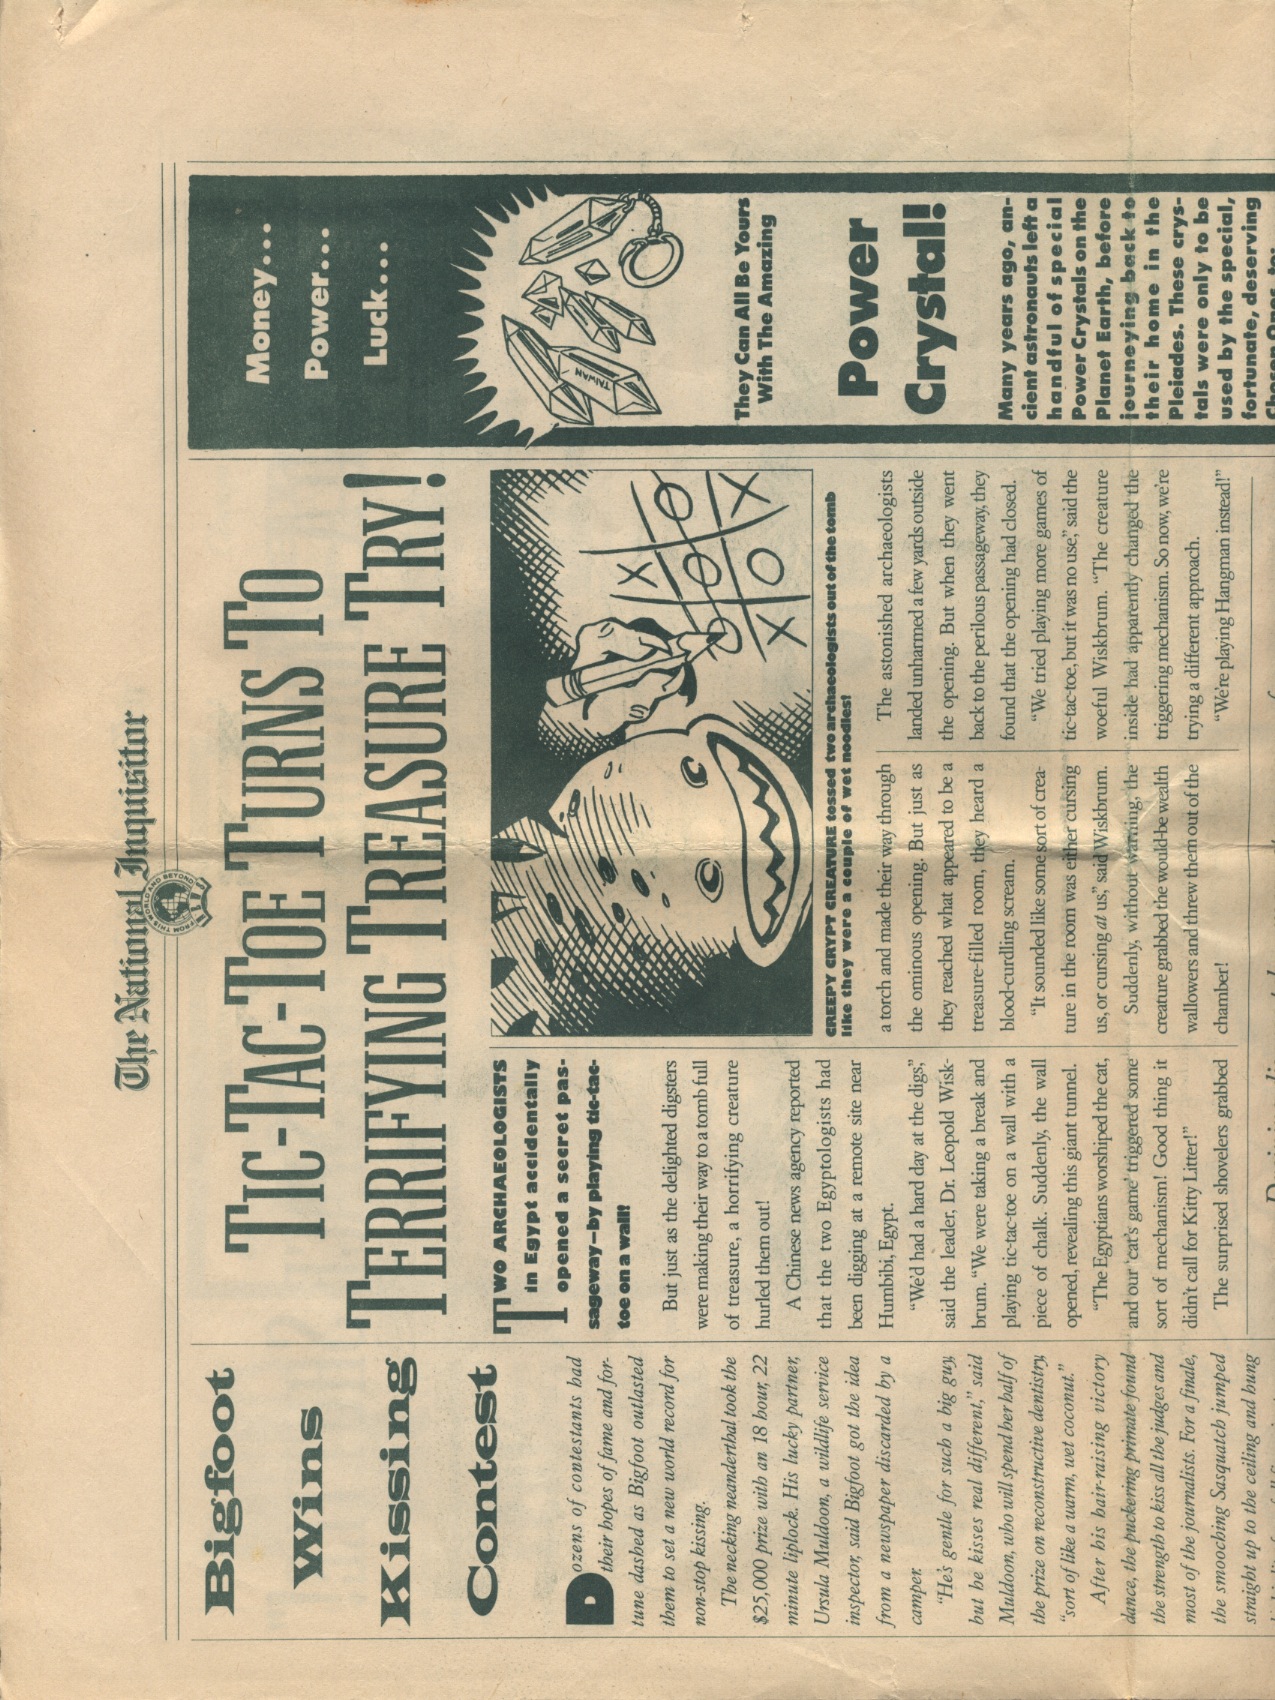 The National Inquisitor
FROM THIS WORLD AND BEYOND
Bigfoot
Wins
Kissing
Contest
Dozens of contestants had
their hopes of fame and for-
tune dashed as Bigfoot outlasted
them to set a new world record for
non-stop kissing.
The necking neanderthal took the
$25,000 prize with an 18 hour, 22
minute liplock. His lucky partner,
Ursula Muldoon, a wildlife service
inspector, said Bigfoot got the idea
from a newspaper discarded by a
camper.
"He's gentle for such a big guy,
but he kisses real different," said
Muldoon, who will spend her half of
the prize on reconstructive dentistry,
"sort of like a warm, wet coconut."
After his hair-raising victory
dance, the puckering primate found
the strength to kiss all the judges and
most of the journalists. For a finale,
the smooching Sasquatch jumped
straight up to the ceiling and hung
TIC-TAC-TOE TURNS TO
TERRIFYING TREASURE TRY!
TWO ARCHAEOLOGISTS
in Egypt accidentally
opened a secret pas-
sageway—by playing tic-tac-
toe on a wall!
But just as the delighted digsters
were making their way to a tomb full
of treasure, a horrifying creature
hurled them out!
A Chinese news agency reported
that the two Egyptologists had
been digging at a remote site near
Humbibi, Egypt.
"We'd had a hard day at the digs,"
said the leader, Dr. Leopold Wisk-
brum. "We were taking a break and
playing tic-tac-toe on a wall with a
piece of chalk. Suddenly, the wall
opened, revealing this giant tunnel.
"The Egyptians worshiped the cat,
and our 'cat's game' triggered some
sort of mechanism! Good thing it
didn't call for Kitty Litter!"
The surprised shovelers grabbed
X O
X O O
O X O X
CREEPY CRYPT CREATURE tossed two archaeologists out of the tomb
like they were a couple of wet noodles!
a torch and made their way through
the ominous opening. But just as
they reached what appeared to be a
treasure-filled room, they heard a
blood-curdling scream.
"It sounded like some sort of crea-
ture in the room was either cursing
us, or cursing at us," said Wiskbrum.
Suddenly, without warning, the
creature grabbed the would-be wealth
wallowers and threw them out of the
chamber!
The astonished archaeologists
landed unharmed a few yards outside
the opening. But when they went
back to the perilous passageway, they
found that the opening had closed.
"We tried playing more games of
tic-tac-toe, but it was no use," said the
woeful Wiskbrum. "The creature
inside had apparently changed the
triggering mechanism. So now, we're
trying a different approach.
"We're playing Hangman instead!"
Money...
Power...
Luck...
TAIWAN
They Can All Be Yours
With The Amazing
Power
Crystal!
Many years ago, an-
cient astronauts left a
handful of special
Power Crystals on the
Planet Earth, before
journeying back to
their home in the
Pleiades. These crys-
tals were only to be
used by the special,
fortunate, deserving